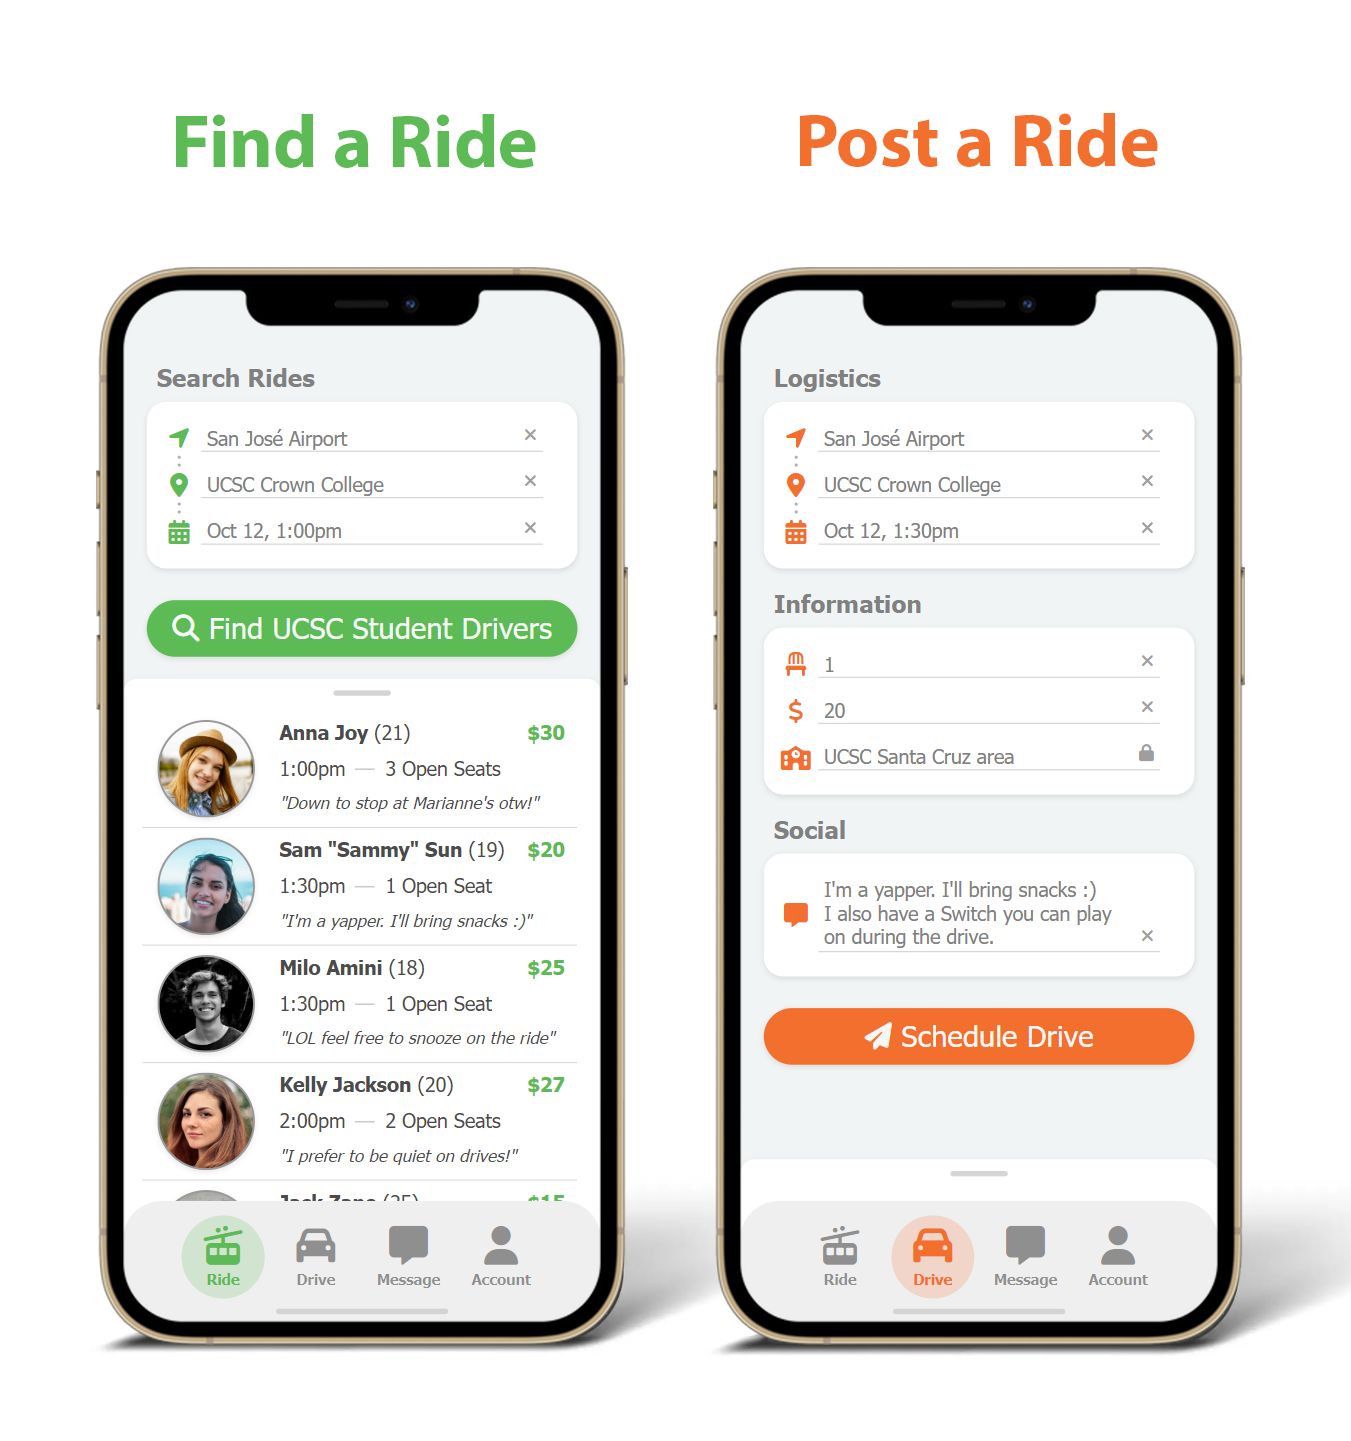 Find a Ride
Post a Ride
Search Rides
San José Airport
UCSC Crown College
Oct 12, 1:00pm
Find UCSC Student Drivers
Anna Joy (21) $30
1:00pm — 3 Open Seats
"Down to stop at Marianne's otw!"
Sam "Sammy" Sun (19) $20
1:30pm — 1 Open Seat
"I'm a yapper. I'll bring snacks :)"
Milo Amini (18) $25
1:30pm — 1 Open Seat
"LOL feel free to snooze on the ride"
Kelly Jackson (20) $27
2:00pm — 2 Open Seats
"I prefer to be quiet on drives!"
Ride Drive Message Account
Logistics
San José Airport
UCSC Crown College
Oct 12, 1:30pm
Information
1
$ 20
UCSC Santa Cruz area
Social
I'm a yapper. I'll bring snacks :)
I also have a Switch you can play
on during the drive.
Schedule Drive
Ride Drive Message Account